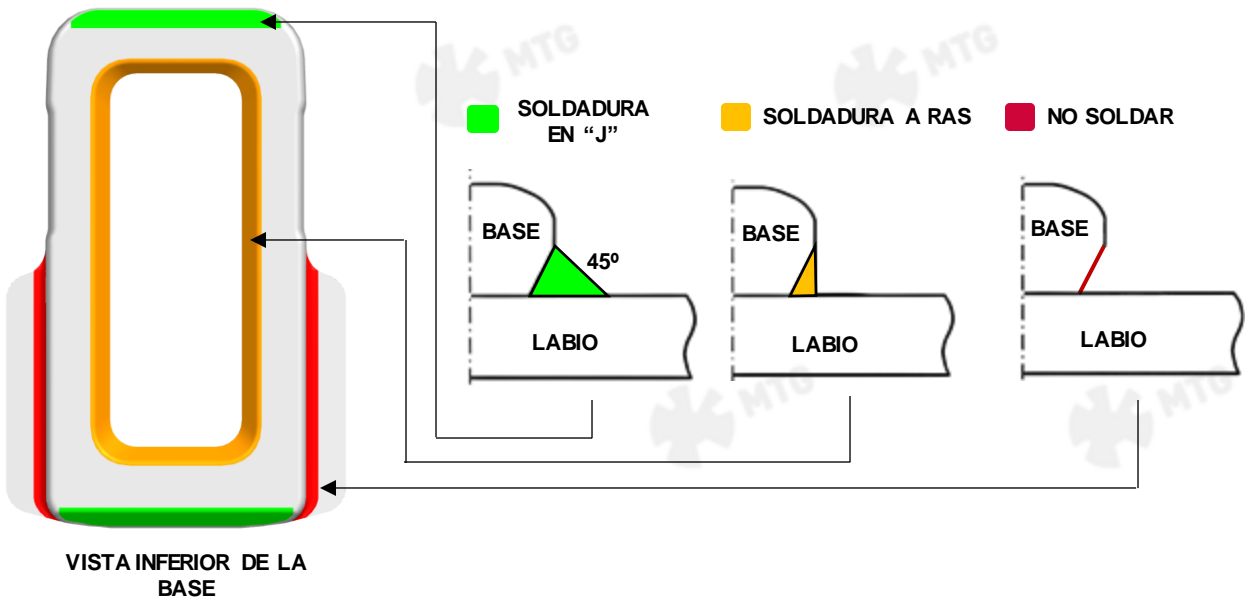 MTG
MTG
SOLDADURA
EN “J”
SOLDADURA A RAS
NO SOLDAR
BASE
45º
LABIO
BASE
LABIO
BASE
LABIO
MTG
MTG
VISTA INFERIOR DE LA
BASE